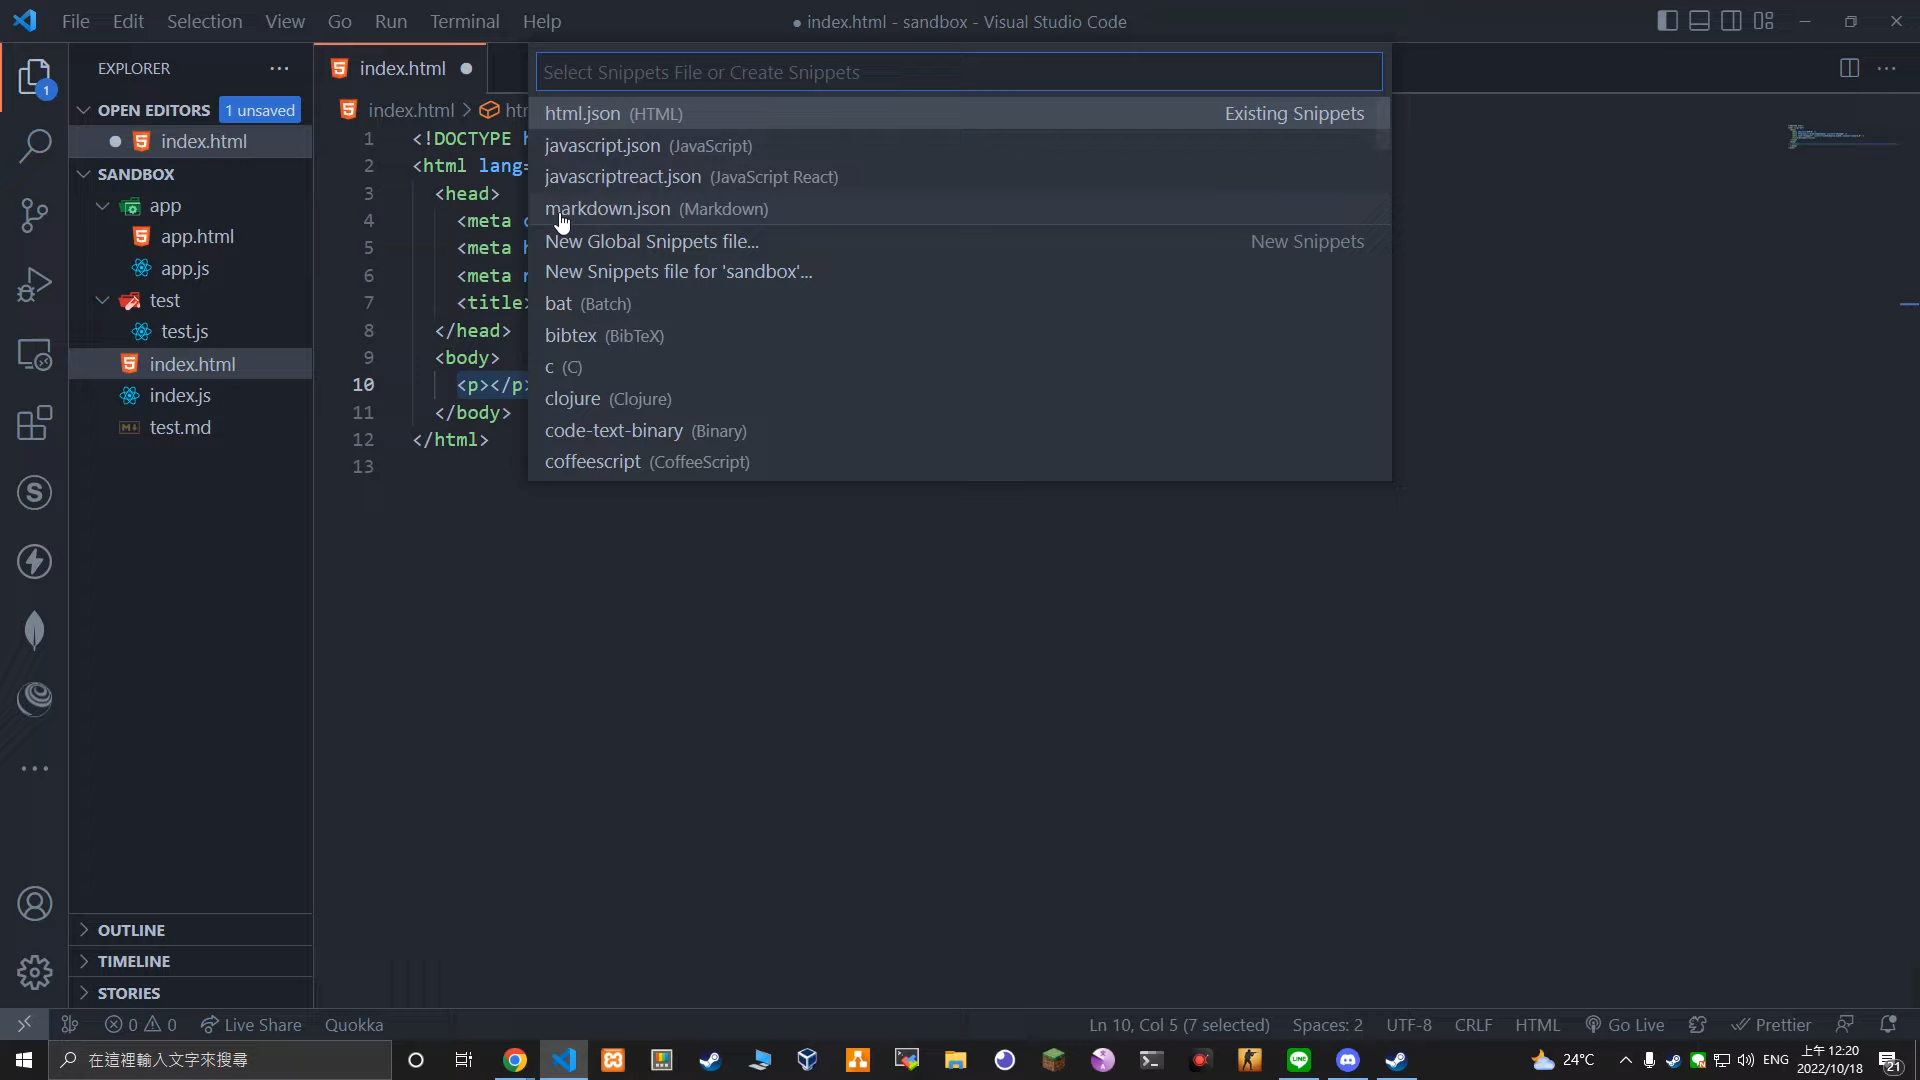 File Edit Selection View Go Run Terminal Help
● index.html - sandbox - Visual Studio Code
EXPLORER
OPEN EDITORS 1 unsaved
index.html
SANDBOX
app
app.html
app.js
test
test.js
index.html
index.js
test.md
OUTLINE
TIMELINE
STORIES
1
index.html
index.html >
1 <!DOCTYPE
2 <html lang=
3 <head>
4 <meta
5 <meta
6 <meta
7 <title>
8 </head>
9 <body>
10 <p></p>
11 </body>
12 </html>
13
Select Snippets File or Create Snippets
html.json (HTML) Existing Snippets
javascript.json (JavaScript)
javascriptreact.json (JavaScript React)
markdown.json (Markdown)
New Global Snippets file... New Snippets
New Snippets file for 'sandbox'...
bat (Batch)
bibtex (BibTeX)
c (C)
clojure (Clojure)
code-text-binary (Binary)
coffeescript (CoffeeScript)
0 0 Live Share Quokka Ln 10, Col 5 (7 selected) Spaces: 2 UTF-8 CRLF HTML Go Live Prettier
在這裡輸入文字來搜尋
24°C
ENG
上午 12:20
2022/10/18
21